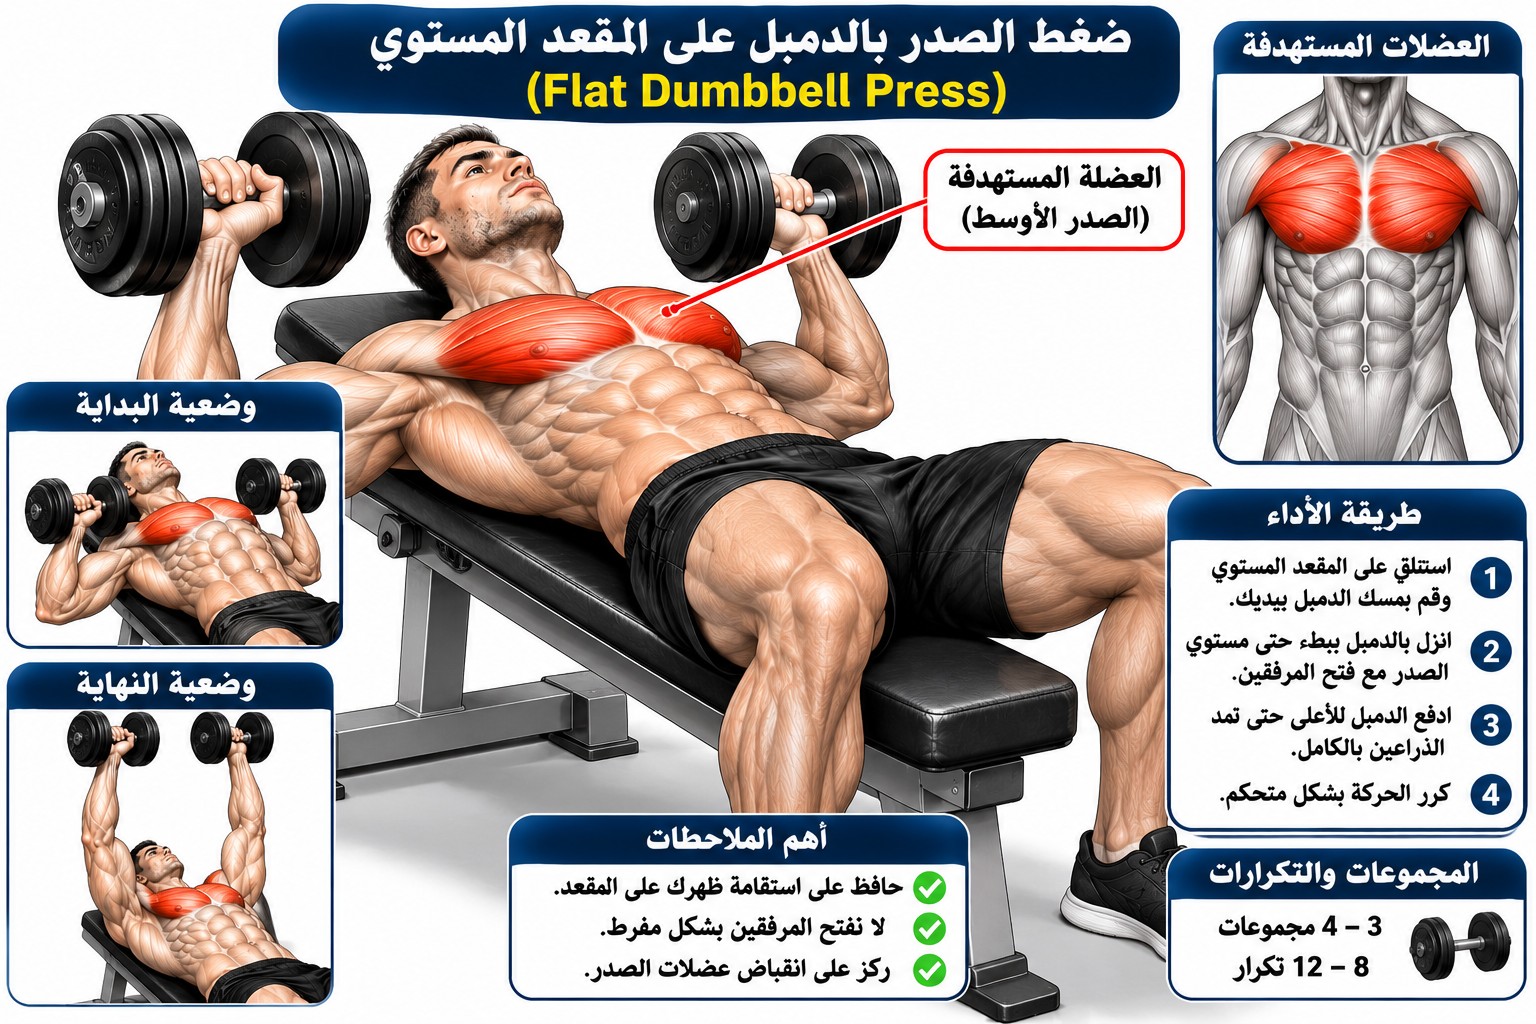 ضغط الصدر بالدمبل على المقعد المستوي
(Flat Dumbbell Press)
العضلات المستهدفة
العضلة المستهدفة
(الصدر الأوسط)
وضعية البداية
وضعية النهاية
طريقة الأداء
1 استتلقِ على المقعد المستوي
وقم بمسك الدمبل بيديك.
2 انزل بالدمبل ببطء حتى مستوي
الصدر مع فتح المرفقين.
3 ادفع الدمبل للأعلى حتى تمد
الذراعين بالكامل.
4 كرر الحركة بشكل متحكم.
أهم الملاحظات
حافظ على استقامة ظهرك على المقعد.
لا نفتح المرفقين بشكل مفرط.
ركز على انقباض عضلات الصدر.
المجموعات والتكرارات
3 – 4 مجموعات
8 – 12 تكرار